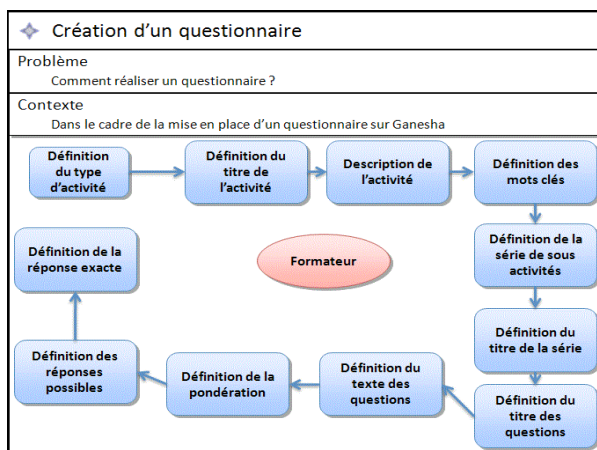 Création d'un questionnaire
Problème
Comment réaliser un questionnaire ?
Contexte
Dans le cadre de la mise en place d'un questionnaire sur Ganesha
Définition
du type
d'activité
Définition du
titre de
l'activité
Description de
l'activité
Définition des
mots clés
Définition de la
série de sous
activités
Définition du
titre de la série
Définition du
titre des
questions
Définition du
texte des
questions
Définition de la
pondération
Définition des
réponses
possibles
Définition de la
réponse exacte
Formateur